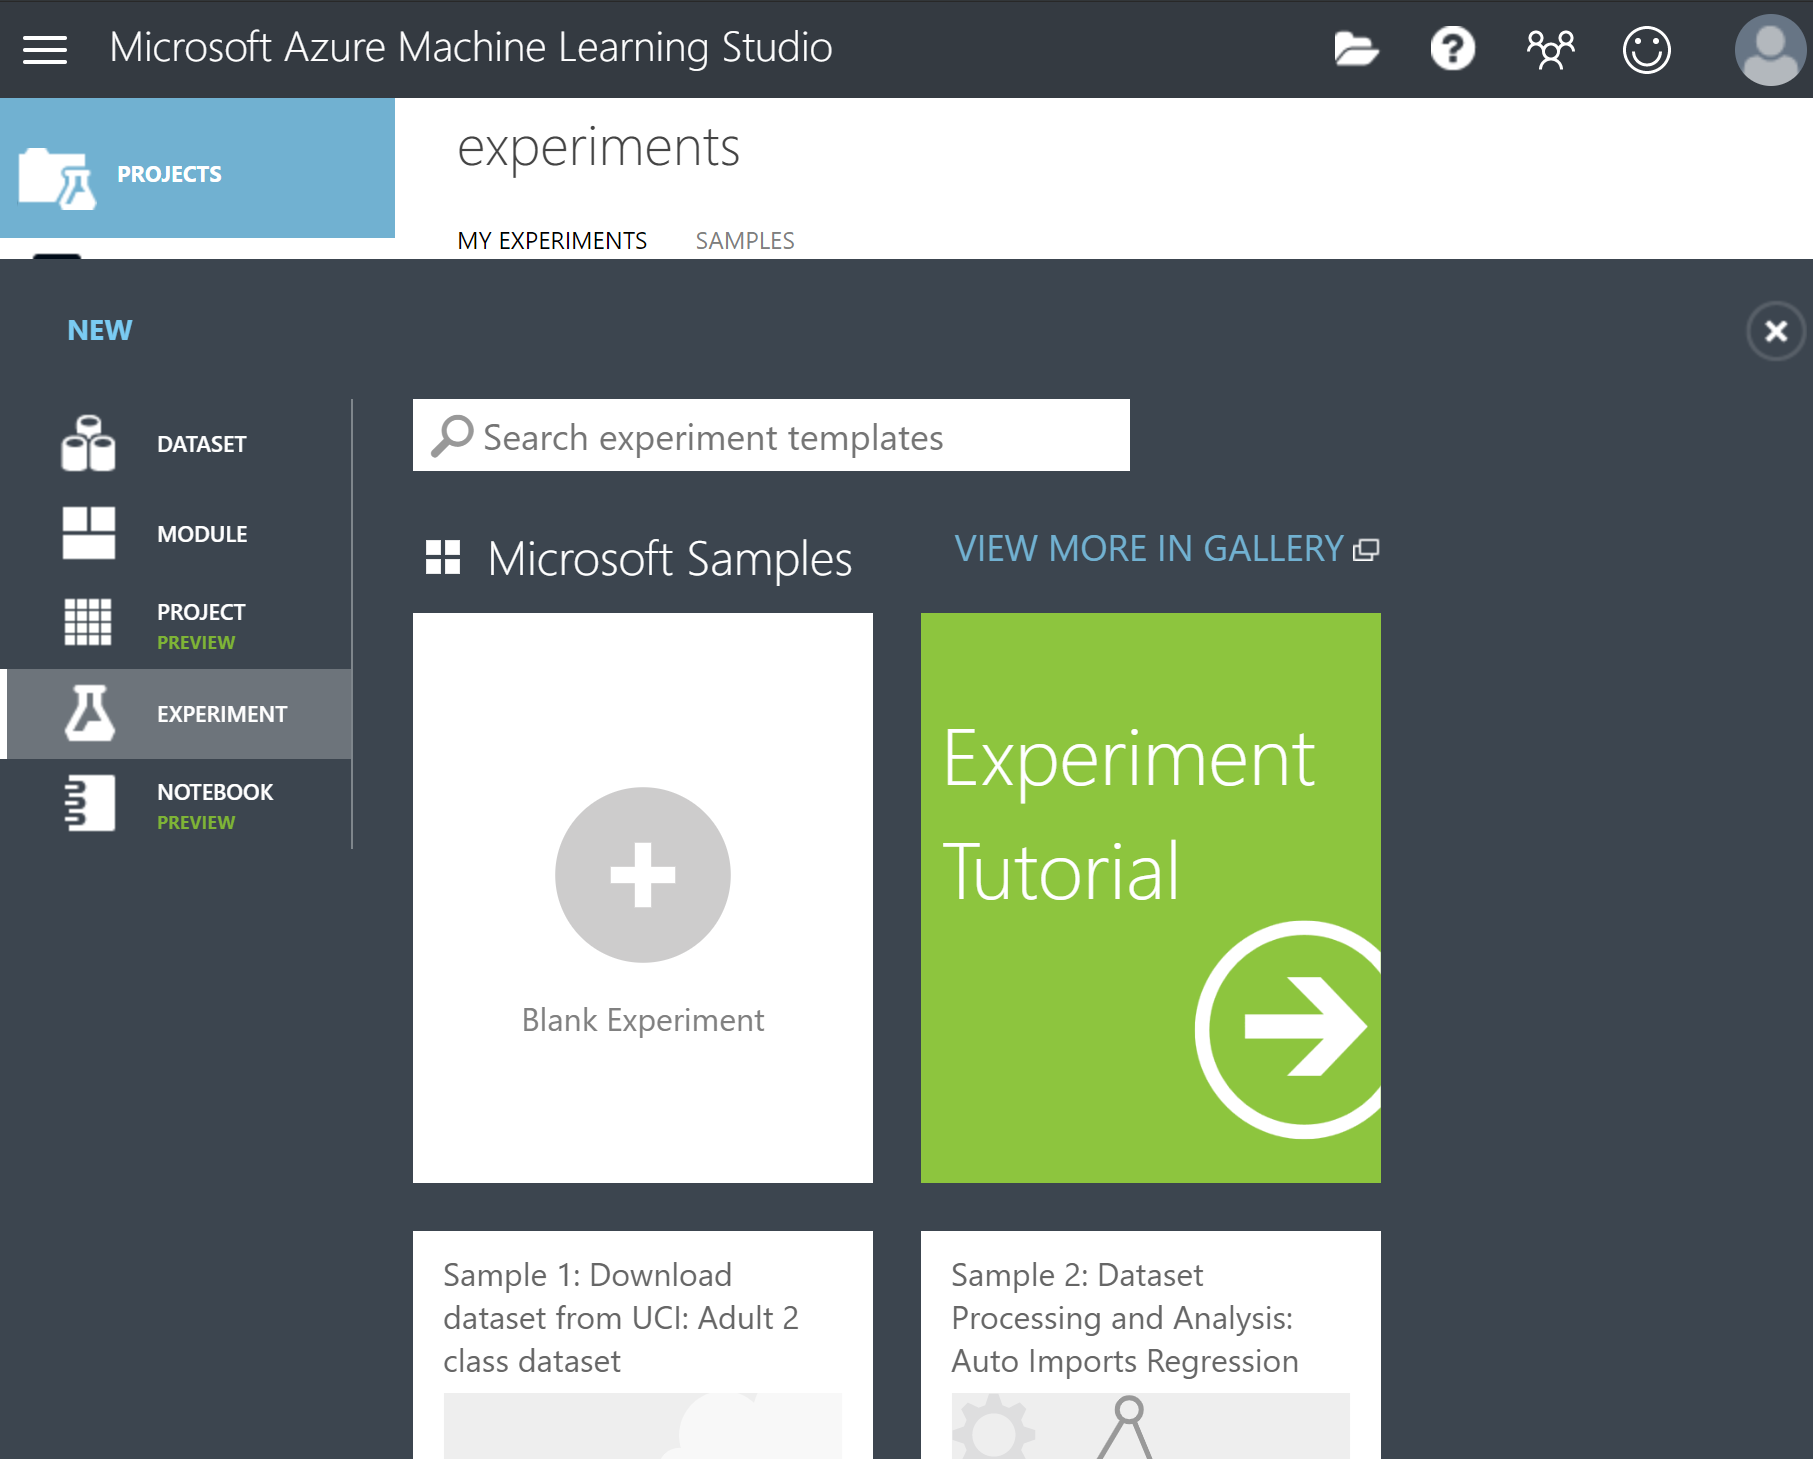 Microsoft Azure Machine Learning Studio
PROJECTS
experiments
MY EXPERIMENTS
SAMPLES
NEW
DATASET
MODULE
PROJECT
PREVIEW
EXPERIMENT
NOTEBOOK
PREVIEW
Search experiment templates
Microsoft Samples
VIEW MORE IN GALLERY
Blank Experiment
Experiment
Tutorial
Sample 1: Download
dataset from UCI: Adult 2
class dataset
Sample 2: Dataset
Processing and Analysis:
Auto Imports Regression